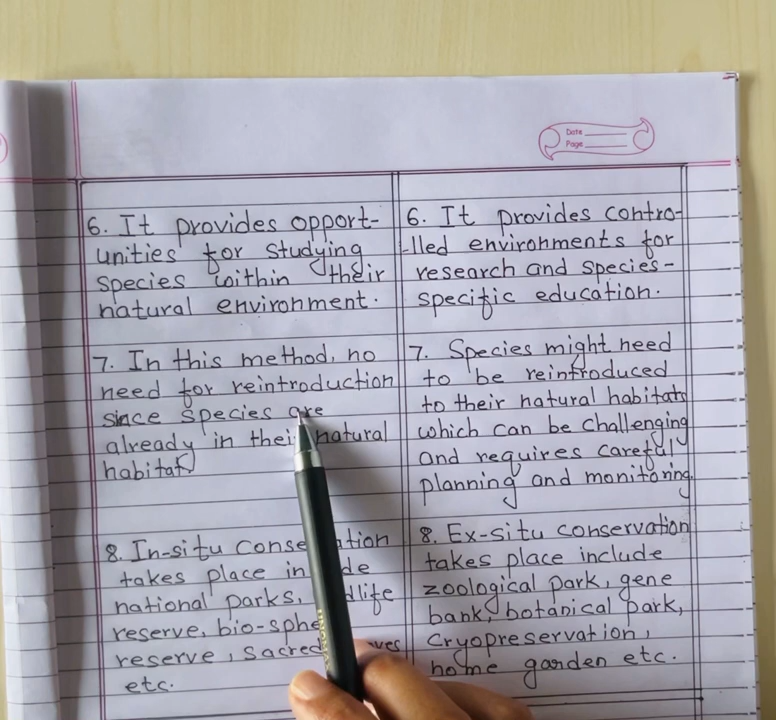 Date
Page
6. It provides opport-
unities for studying
species within their
natural environment.
7. In this method, no
need for reintroduction
since species are
already in their natural
habitat.
8. In-situ
takes place
national parks,
reserve, bio-
reserve, sacred
etc.
6. It provides contro-
-lled environments for
research and species-
specific education.
7. Species might need
to be reintroduced
to their natural habitats
which can be challenging
and requires careful
planning and monitoring.
8. Ex-situ conservation
takes place include
zoological park, gene
bank, botanical park,
cryopreservation,
home garden etc.